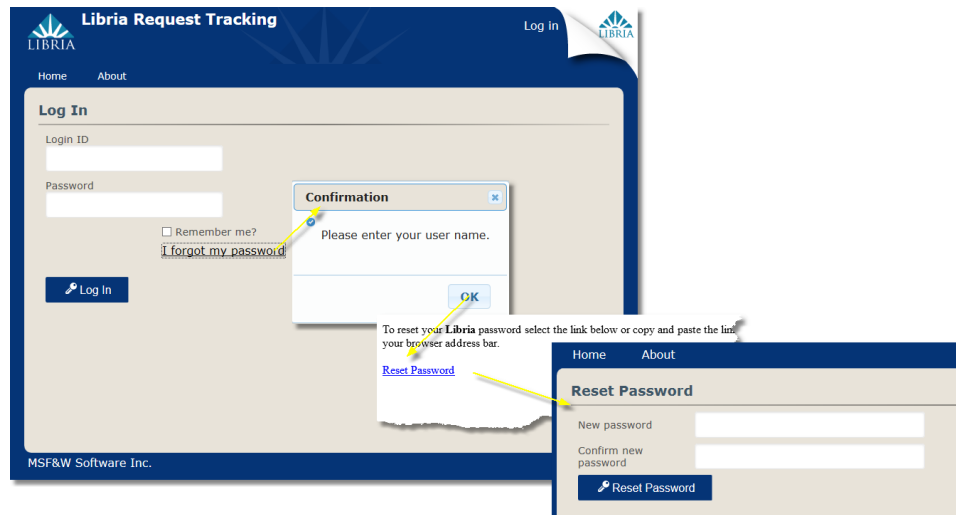 Libria Request Tracking
Log in
LIBRIA
LIBRIA
Home About
Log In
Login ID
Password
Remember me?
I forgot my password
Log In
Confirmation
Please enter your user name.
OK
To reset your Libria password select the link below or copy and paste the link
your browser address bar.
Reset Password
MSF&W Software Inc.
Home About
Reset Password
New password
Confirm new
password
Reset Password